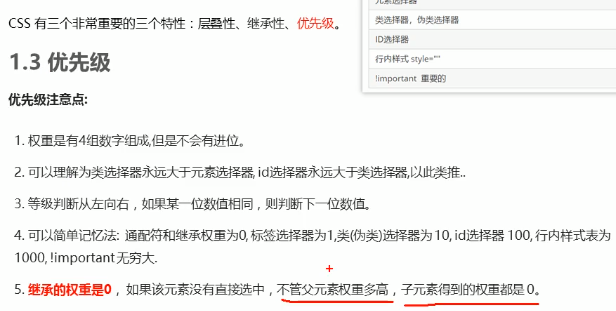 元素选择器
CSS 有三个非常重要的三个特性：层叠性、继承性、优先级。
类选择器，伪类选择器
ID选择器
1.3 优先级
行内样式 style=""
!important 重要的
优先级注意点:
1. 权重是有4组数字组成,但是不会有进位。
2. 可以理解为类选择器永远大于元素选择器, id选择器永远大于类选择器,以此类推..
3. 等级判断从左向右，如果某一位数值相同，则判断下一位数值。
4. 可以简单记忆法: 通配符和继承权重为0, 标签选择器为1,类(伪类)选择器为 10, id选择器 100, 行内样式表为
1000, !important 无穷大.
5. 继承的权重是0， 如果该元素没有直接选中，不管父元素权重多高，子元素得到的权重都是 0。